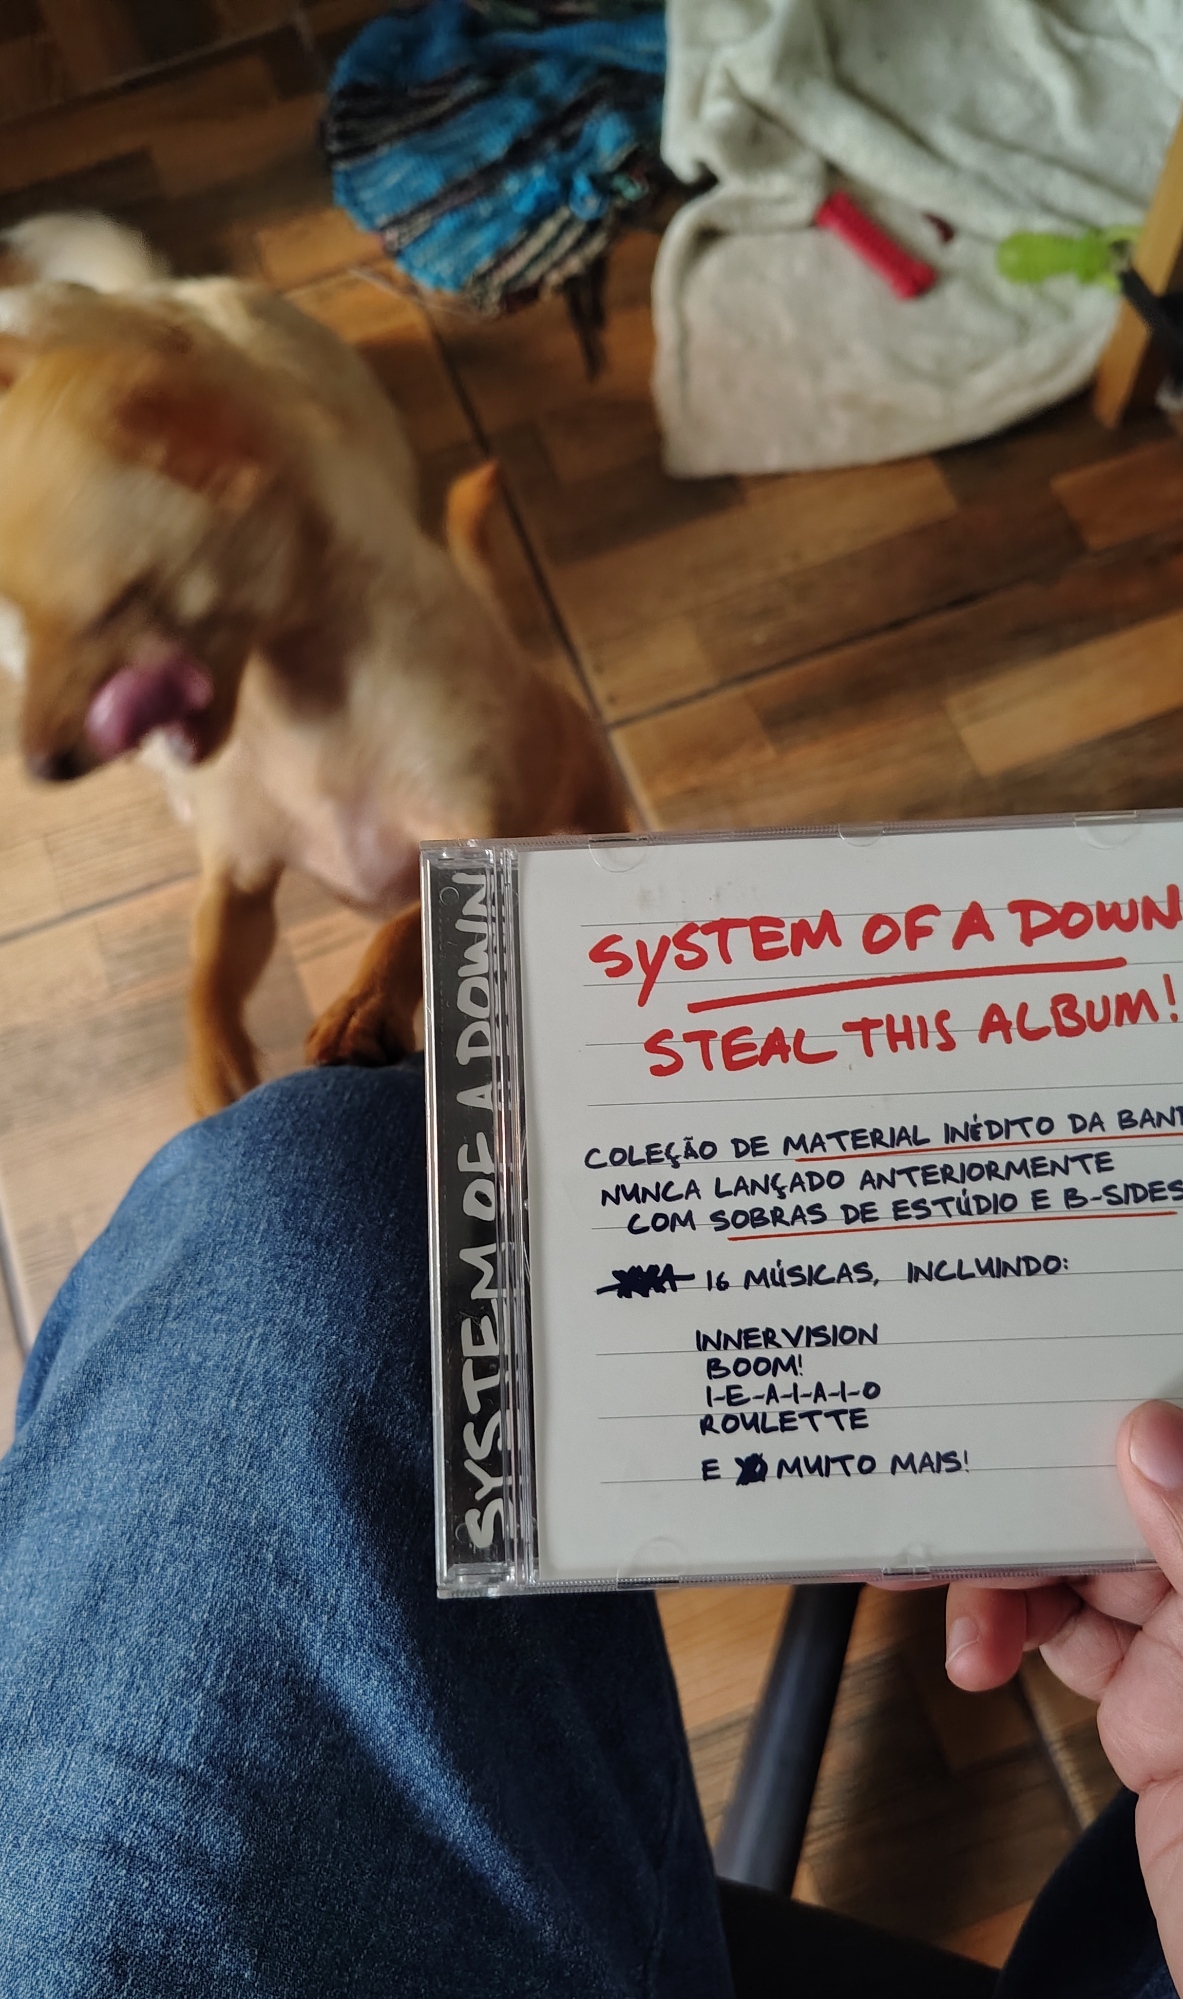 SYSTEM OF A DOWN
SYSTEM OF A DOWN
STEAL THIS ALBUM!
COLEÇÃO DE MATERIAL INÉDITO DA BAN
NUNCA LANÇADO ANTERIORMENTE
COM SOBRAS DE ESTÚDIO E B-SIDES
16 MÚSICAS, INCLUINDO:
INNERVISION
BOOM!
I-E-A-I-A-I-O
ROULETTE
E MUITO MAIS!